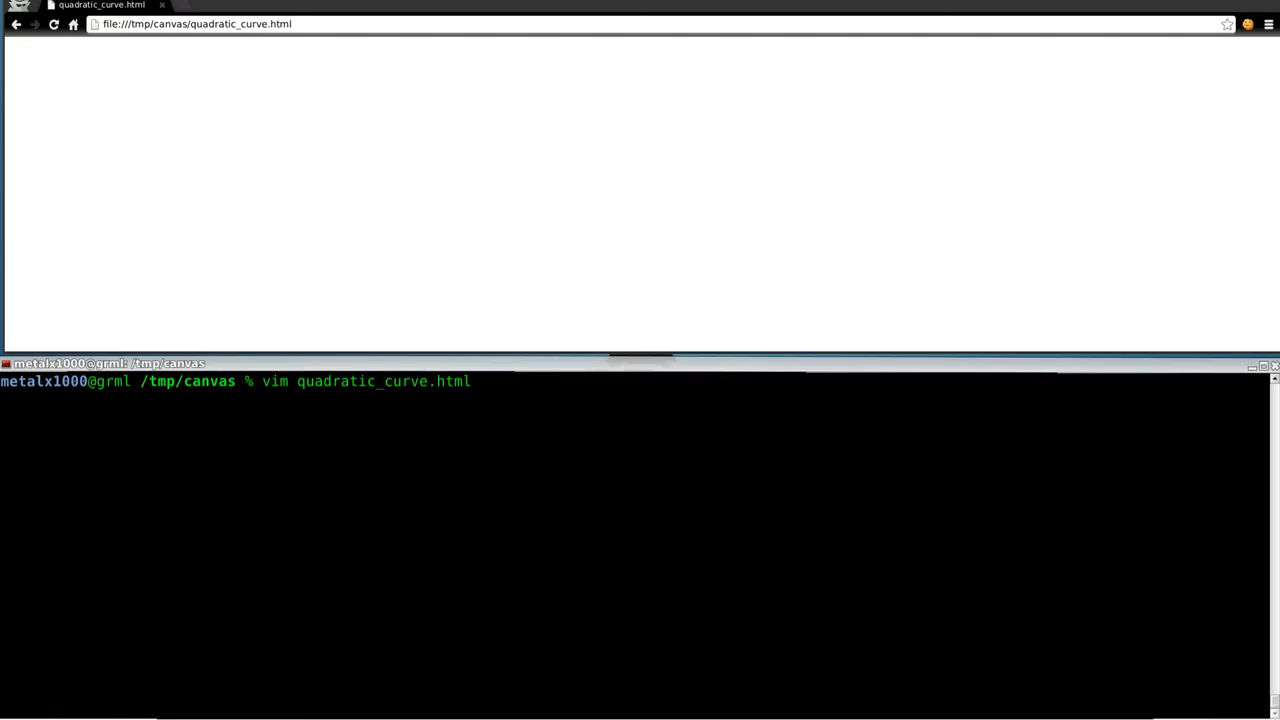 quadratic_curve.html
file:///tmp/canvas/quadratic_curve.html
metalx1000@grml: /tmp/canvas
metalx1000@grml /tmp/canvas % vim quadratic_curve.html